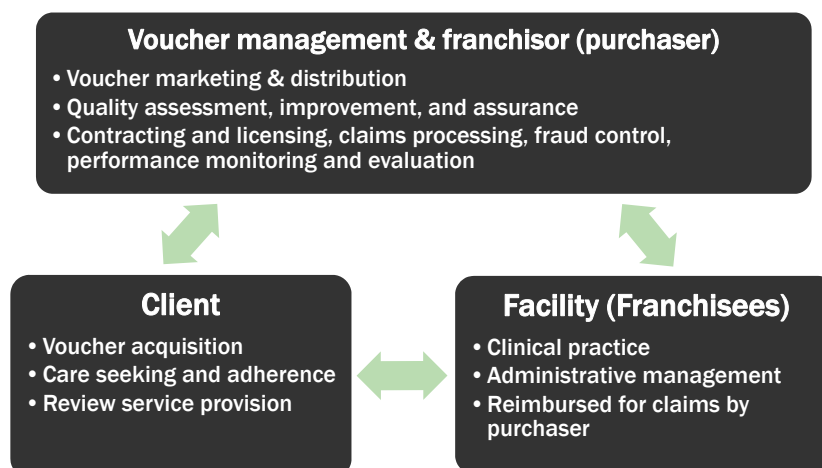 Voucher management & franchisor (purchaser)
• Voucher marketing & distribution
• Quality assessment, improvement, and assurance
• Contracting and licensing, claims processing, fraud control,
performance monitoring and evaluation
Client
• Voucher acquisition
• Care seeking and adherence
• Review service provision
Facility (Franchisees)
• Clinical practice
• Administrative management
• Reimbursed for claims by
purchaser